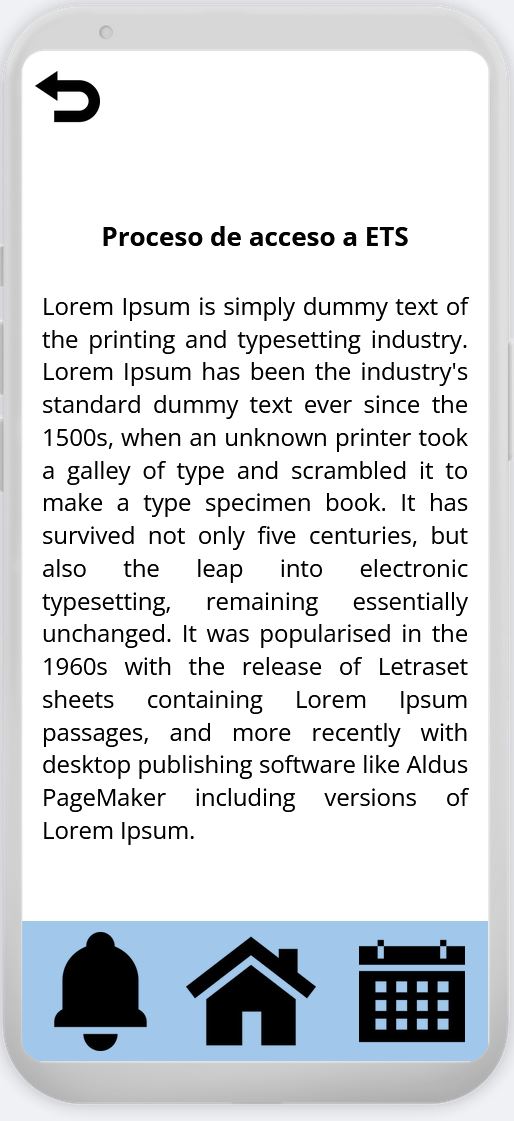 Proceso de acceso a ETS
Lorem Ipsum is simply dummy text of
the printing and typesetting industry.
Lorem Ipsum has been the industry's
standard dummy text ever since the
1500s, when an unknown printer took
a galley of type and scrambled it to
make a type specimen book. It has
survived not only five centuries, but
also the leap into electronic
typesetting, remaining essentially
unchanged. It was popularised in the
1960s with the release of Letraset
sheets containing Lorem Ipsum
passages, and more recently with
desktop publishing software like Aldus
PageMaker including versions of
Lorem Ipsum.